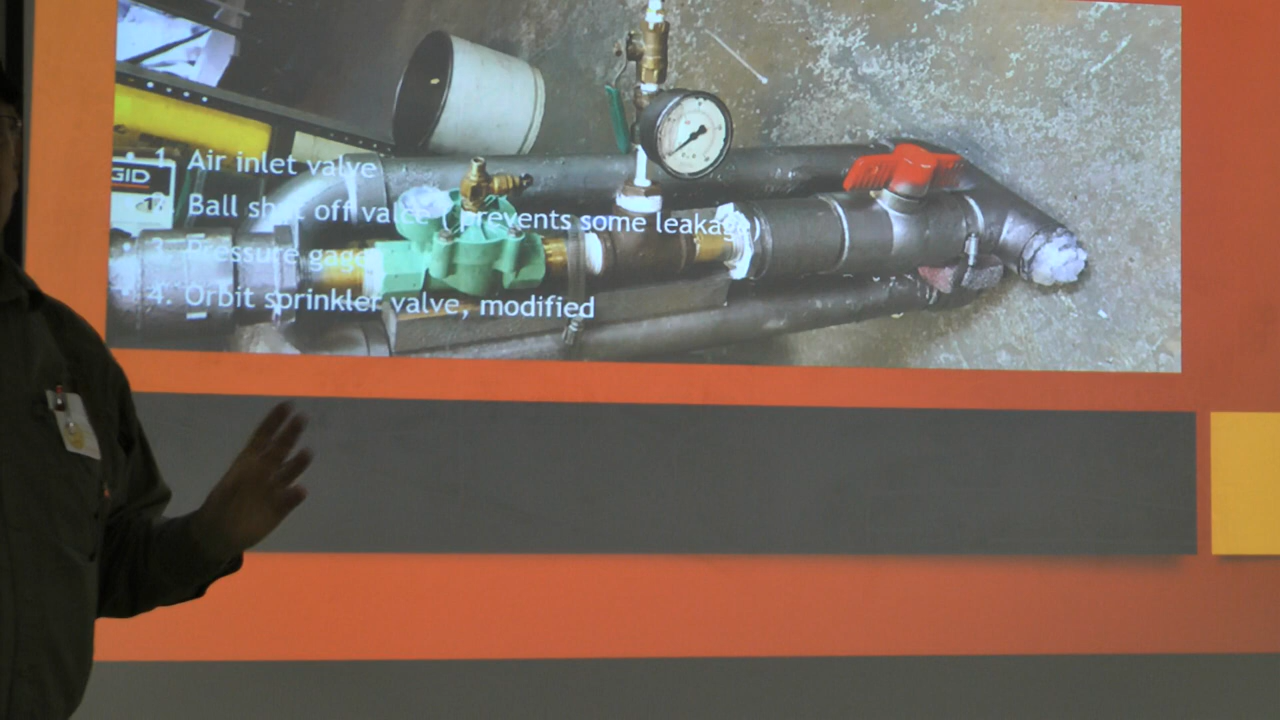 GID
1. Air inlet valve
2. Ball shut off valve ( prevents some leakage)
3. Pressure gage
4. Orbit sprinkler valve, modified